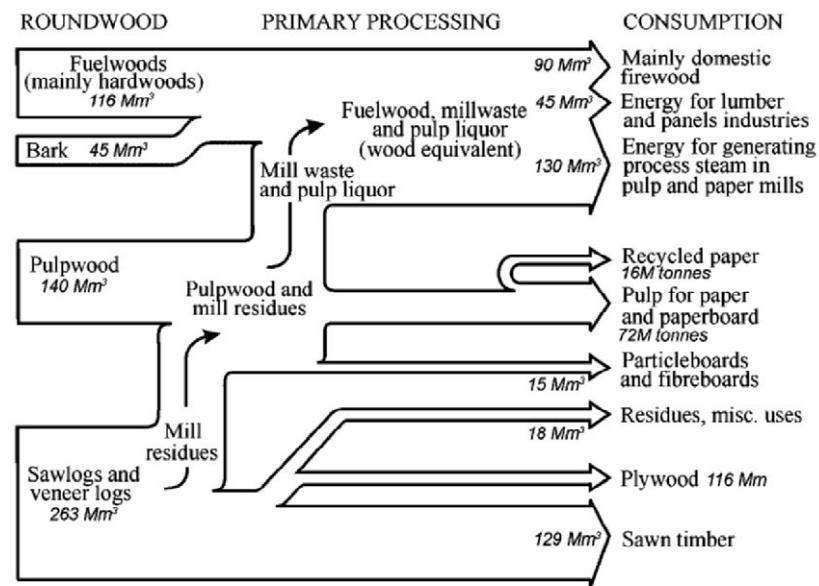 ROUNDWOOD
PRIMARY PROCESSING
CONSUMPTION
Fuelwoods
(mainly hardwoods)
116 Mm³
Bark 45 Mm³
Pulpwood
140 Mm³
Sawlogs and
veneer logs
263 Mm³
Mill
residues
Pulpwood and
mill residues
Mill waste
and pulp liquor
Fuelwood, millwaste
and pulp liquor
(wood equivalent)
90 Mm³
Mainly domestic
firewood
45 Mm³
Energy for lumber
and panels industries
130 Mm³
Energy for generating
process steam in
pulp and paper mills
Recycled paper
16M tonnes
Pulp for paper
and paperboard
72M tonnes
15 Mm³
Particleboards
and fibreboards
18 Mm³
Residues, misc. uses
Plywood 116 Mm
129 Mm³
Sawn timber